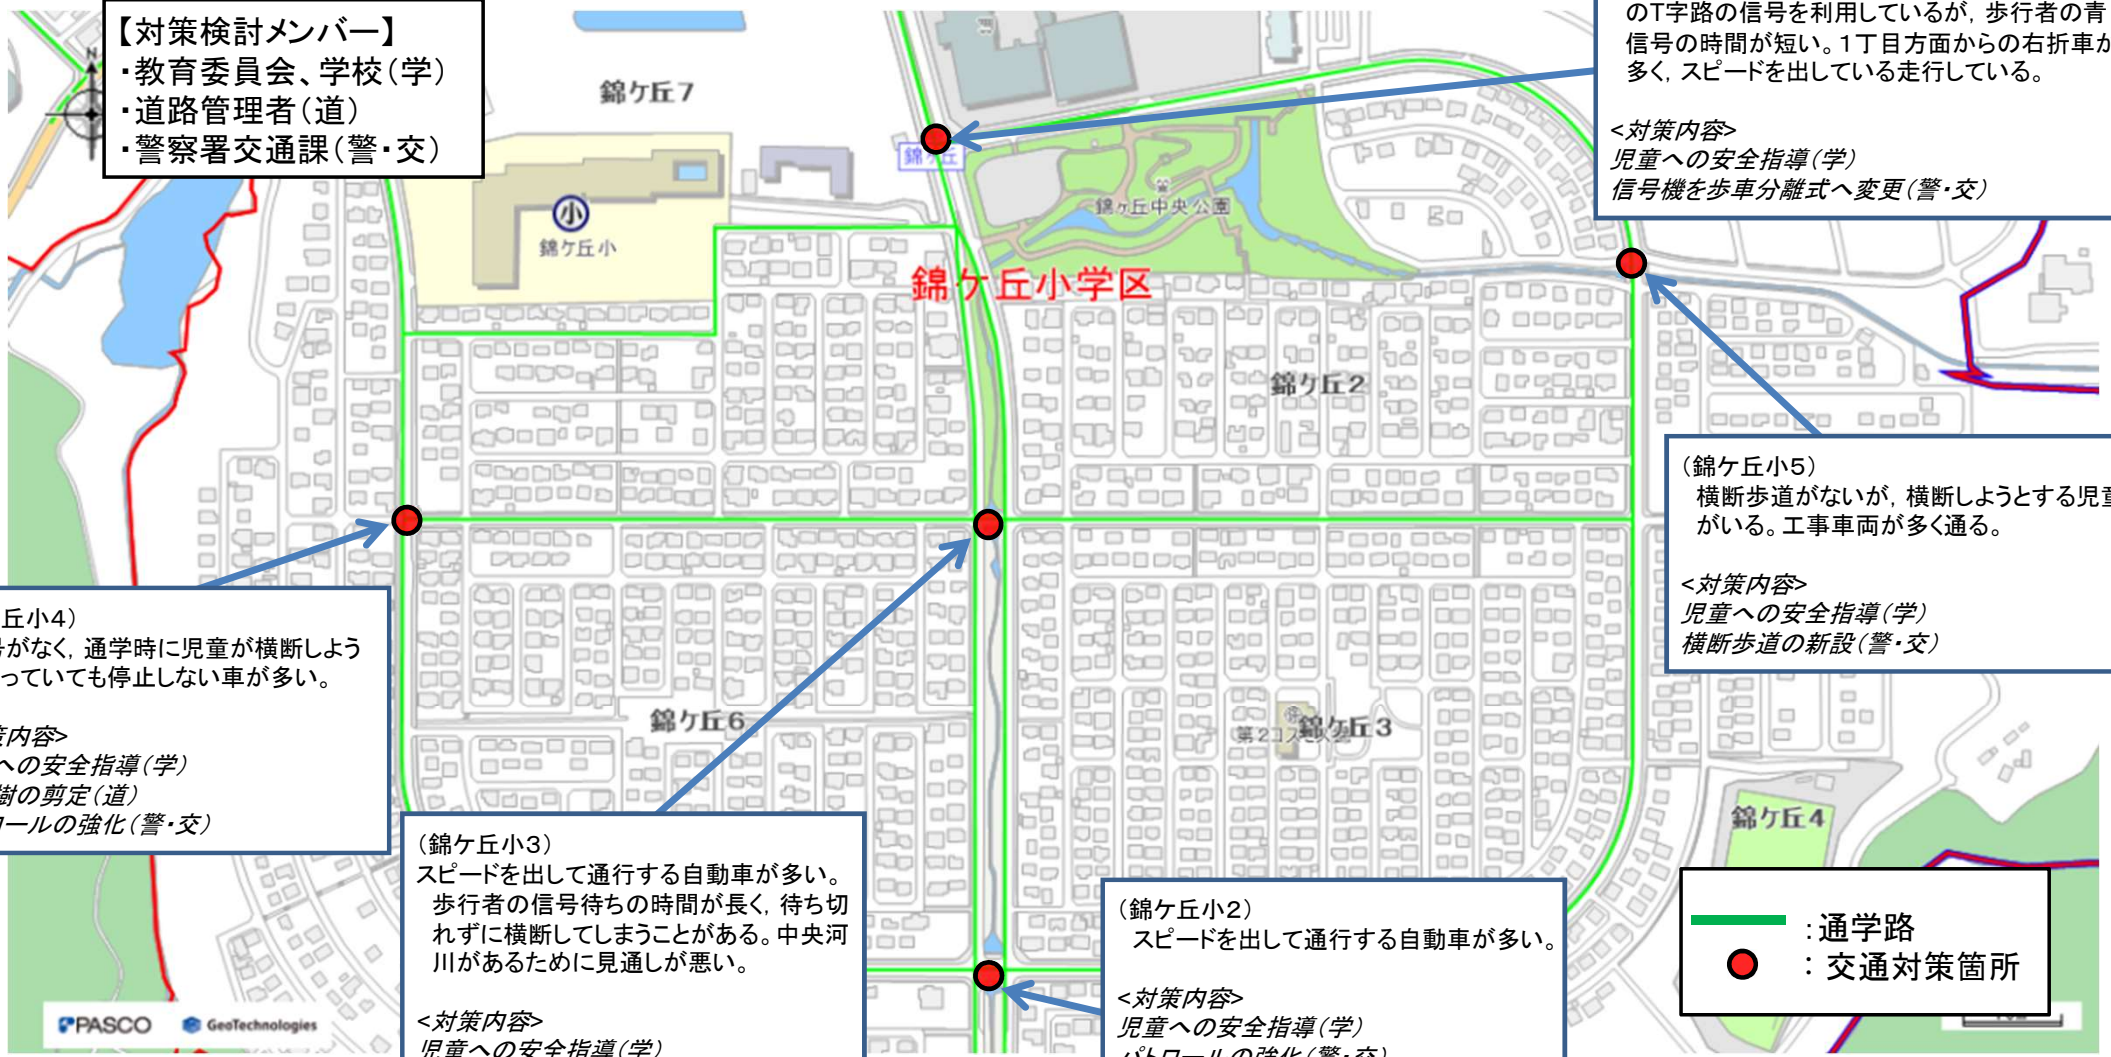 【対策検討メンバー】
・教育委員会、学校(学)
・道路管理者(道)
・警察署交通課(警・交)
N
のT字路の信号を利用しているが, 歩行者の青
信号の時間が短い。1丁目方面からの右折車が
多く, スピードを出している走行している。
<対策内容>
児童への安全指導(学)
信号機を歩車分離式へ変更(警・交)
錦ケ丘7
錦ケ丘
小
錦ケ丘小
錦ヶ丘中央公園
錦ケ丘小学区
錦ケ丘2
(錦ケ丘小5)
横断歩道がないが, 横断しようとする児童
がいる。工事車両が多く通る。
<対策内容>
児童への安全指導(学)
横断歩道の新設(警・交)
丘小4)
号がなく, 通学時に児童が横断しよう
っていても停止しない車が多い。
策内容>
への安全指導(学)
樹の剪定(道)
ロールの強化(警・交)
錦ケ丘6
錦ケ丘3
錦ケ丘4
(錦ケ丘小3)
スピードを出して通行する自動車が多い。
歩行者の信号待ちの時間が長く, 待ち切
れずに横断してしまうことがある。中央河
川があるために見通しが悪い。
<対策内容>
児童への安全指導(学)
(錦ケ丘小2)
スピードを出して通行する自動車が多い。
<対策内容>
児童への安全指導(学)
パトロールの強化(警・交)
:通学路
: 交通対策箇所
PASCO GeoTechnologies